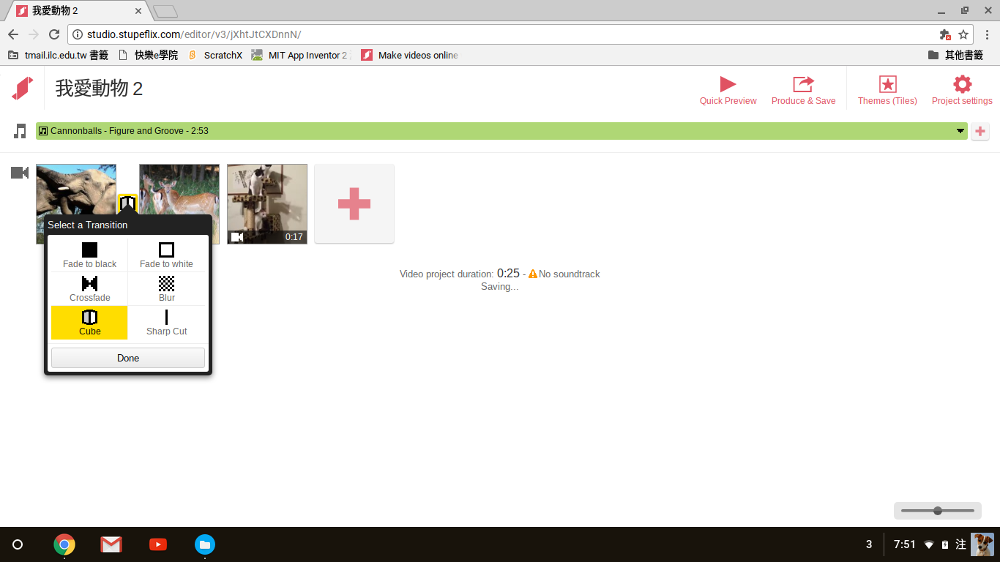 我愛動物 2
studio.stupeflix.com/editor/v3/jXhtJtCXDnnN/
tmail.ilc.edu.tw 書籤 快樂e學院 ScratchX MIT App Inventor 2 Make videos online 其他書籤
我愛動物 2
Quick Preview Produce & Save Themes (Tiles) Project settings
Cannonballs - Figure and Groove - 2:53
0:17
Select a Transition
Fade to black Fade to white
Crossfade Blur
Cube Sharp Cut
Done
Video project duration: 0:25 - No soundtrack
Saving...
3 7:51 注